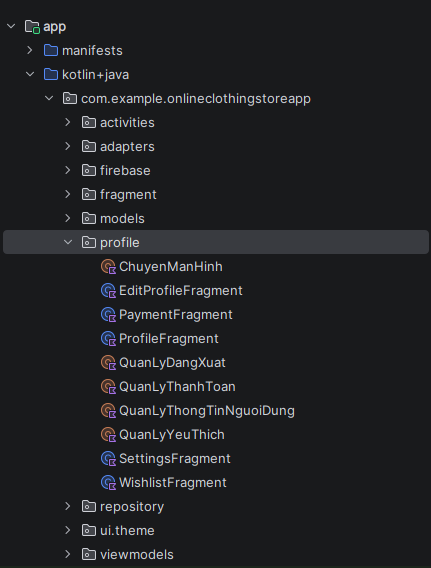 app
manifests
kotlin+java
com.example.onlineclothingstoreapp
activities
adapters
firebase
fragment
models
profile
ChuyenManHinh
EditProfileFragment
PaymentFragment
ProfileFragment
QuanLyDangXuat
QuanLyThanhToan
QuanLyThongTinNguoiDung
QuanLyYeuThich
SettingsFragment
WishlistFragment
repository
ui.theme
viewmodels